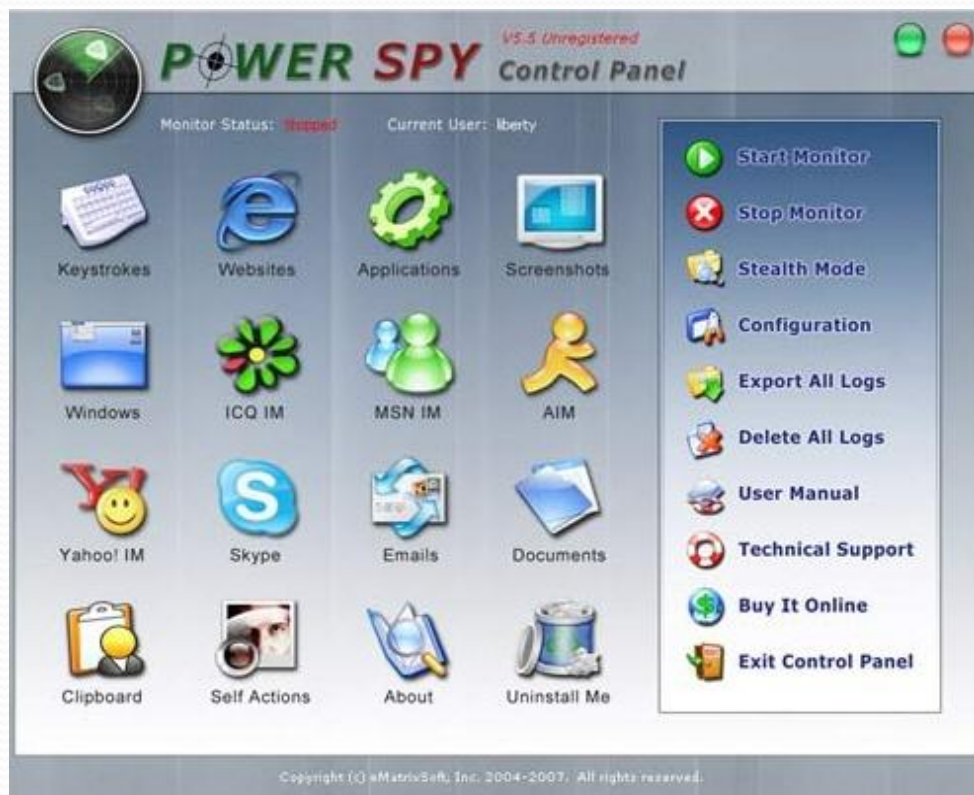 POWER SPY
V5.5 Unregistered
Control Panel
Monitor Status: Stopped
Current User: liberty
Keystrokes
Websites
Applications
Screenshots
Windows
ICQ IM
MSN IM
AIM
Yahoo! IM
Skype
Emails
Documents
Clipboard
Self Actions
About
Uninstall Me
Start Monitor
Stop Monitor
Stealth Mode
Configuration
Export All Logs
Delete All Logs
User Manual
Technical Support
Buy It Online
Exit Control Panel
Copyright (c) eMatrixSoft, Inc. 2004-2007. All rights reserved.